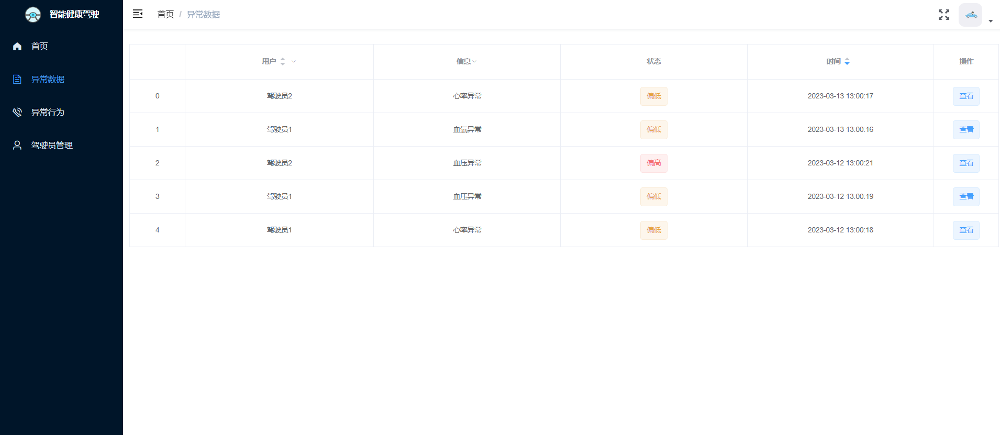 智能健康驾驶
首页 / 异常数据
首页
异常数据
异常行为
驾驶员管理
用户 信息 状态 时间 操作
0 驾驶员2 心率异常 偏低 2023-03-13 13:00:17 查看
1 驾驶员1 血氧异常 偏低 2023-03-13 13:00:16 查看
2 驾驶员2 血压异常 偏高 2023-03-12 13:00:21 查看
3 驾驶员1 血压异常 偏低 2023-03-12 13:00:19 查看
4 驾驶员1 心率异常 偏低 2023-03-12 13:00:18 查看